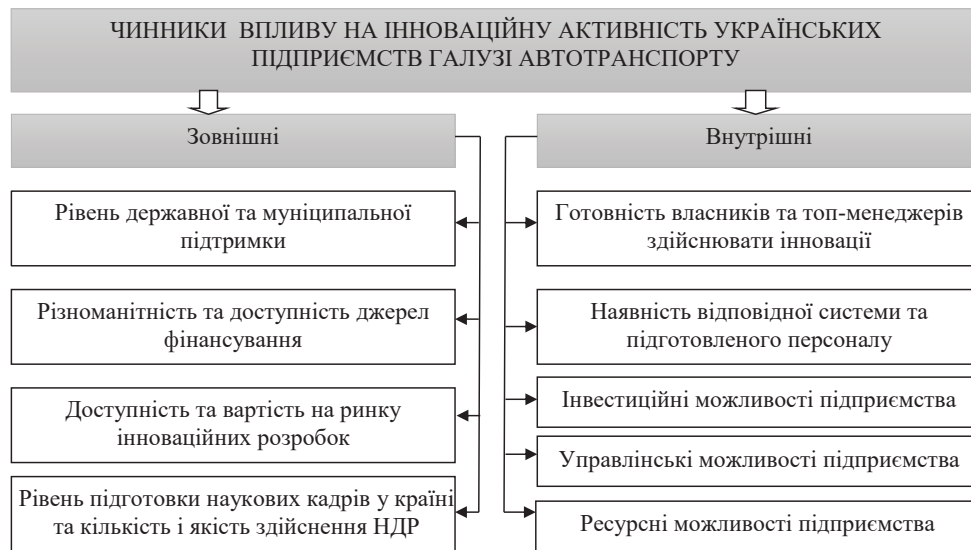 ЧИННИКИ ВПЛИВУ НА ІННОВАЦІЙНУ АКТИВНІСТЬ УКРАЇНСЬКИХ
ПІДПРИЄМСТВ ГАЛУЗІ АВТОТРАНСПОРТУ
Зовнішні
Рівень державної та муніципальної
підтримки
Різноманітність та доступність джерел
фінансування
Доступність та вартість на ринку
інноваційних розробок
Рівень підготовки наукових кадрів у країні
та кількість і якість здійснення НДР
Внутрішні
Готовність власників та топ-менеджерів
здійснювати інновації
Наявність відповідної системи та
підготовленого персоналу
Інвестиційні можливості підприємства
Управлінські можливості підприємства
Ресурсні можливості підприємства